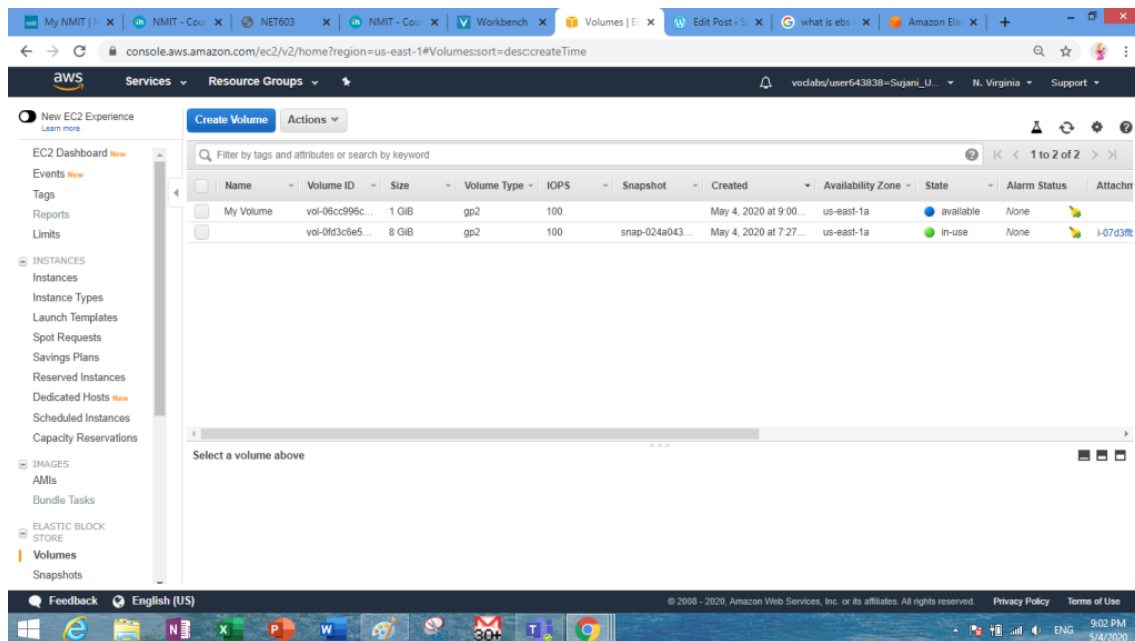 My NMIT | N
NMIT - Cour
NET603
NMIT - Cour
Workbench
Volumes | E
Edit Post ‹ S
what is ebs
Amazon Ela
console.aws.amazon.com/ec2/v2/home?region=us-east-1#Volumes:sort=desc:createTime
aws Services Resource Groups voclabs/user643838=Sujani_U... N. Virginia Support
New EC2 Experience
Learn more
EC2 Dashboard New
Events New
Tags
Reports
Limits
INSTANCES
Instances
Instance Types
Launch Templates
Spot Requests
Savings Plans
Reserved Instances
Dedicated Hosts New
Scheduled Instances
Capacity Reservations
IMAGES
AMIs
Bundle Tasks
ELASTIC BLOCK
STORE
Volumes
Snapshots
Create Volume Actions
Filter by tags and attributes or search by keyword
1 to 2 of 2
Name Volume ID Size Volume Type IOPS Snapshot Created Availability Zone State Alarm Status Attachm
My Volume vol-06cc996c... 1 GiB gp2 100 May 4, 2020 at 9:00... us-east-1a available None
vol-0fd3c6e5... 8 GiB gp2 100 snap-024a043... May 4, 2020 at 7:27... us-east-1a in-use None i-07d3ffb
Select a volume above
Feedback English (US) © 2008 - 2020, Amazon Web Services, Inc. or its affiliates. All rights reserved. Privacy Policy Terms of Use
30+
ENG
9:02 PM
5/4/2020